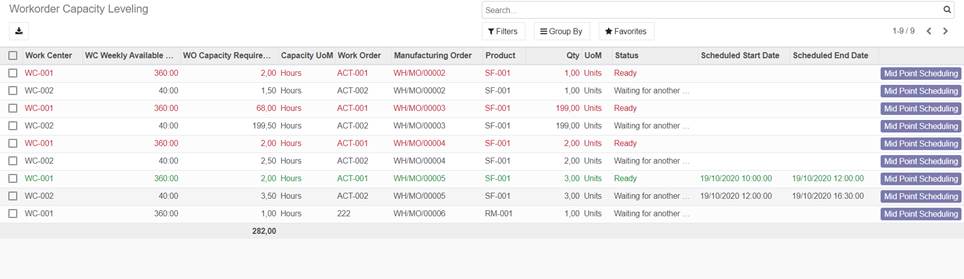 Workorder Capacity Leveling
Search...
Filters Group By Favorites 1-9 / 9
Work Center WC Weekly Available ... WO Capacity Require... Capacity UoM Work Order Manufacturing Order Product Qty UoM Status Scheduled Start Date Scheduled End Date
WC-001 360:00 2,00 Hours ACT-001 WH/MO/00002 SF-001 1,00 Units Ready Mid Point Scheduling
WC-002 40:00 1,50 Hours ACT-002 WH/MO/00002 SF-001 1,00 Units Waiting for another ... Mid Point Scheduling
WC-001 360:00 68,00 Hours ACT-001 WH/MO/00003 SF-001 199,00 Units Ready Mid Point Scheduling
WC-002 40:00 199,50 Hours ACT-002 WH/MO/00003 SF-001 199,00 Units Waiting for another ... Mid Point Scheduling
WC-001 360:00 2,00 Hours ACT-001 WH/MO/00004 SF-001 2,00 Units Ready Mid Point Scheduling
WC-002 40:00 2,50 Hours ACT-002 WH/MO/00004 SF-001 2,00 Units Waiting for another ... Mid Point Scheduling
WC-001 360:00 2,00 Hours ACT-001 WH/MO/00005 SF-001 3,00 Units Ready 19/10/2020 10:00:00 19/10/2020 12:00:00 Mid Point Scheduling
WC-002 40:00 3,50 Hours ACT-002 WH/MO/00005 SF-001 3,00 Units Waiting for another ... 19/10/2020 12:00:00 19/10/2020 16:30:00 Mid Point Scheduling
WC-001 360:00 1,00 Hours 222 WH/MO/00006 RM-001 1,00 Units Waiting for another ... Mid Point Scheduling
282,00